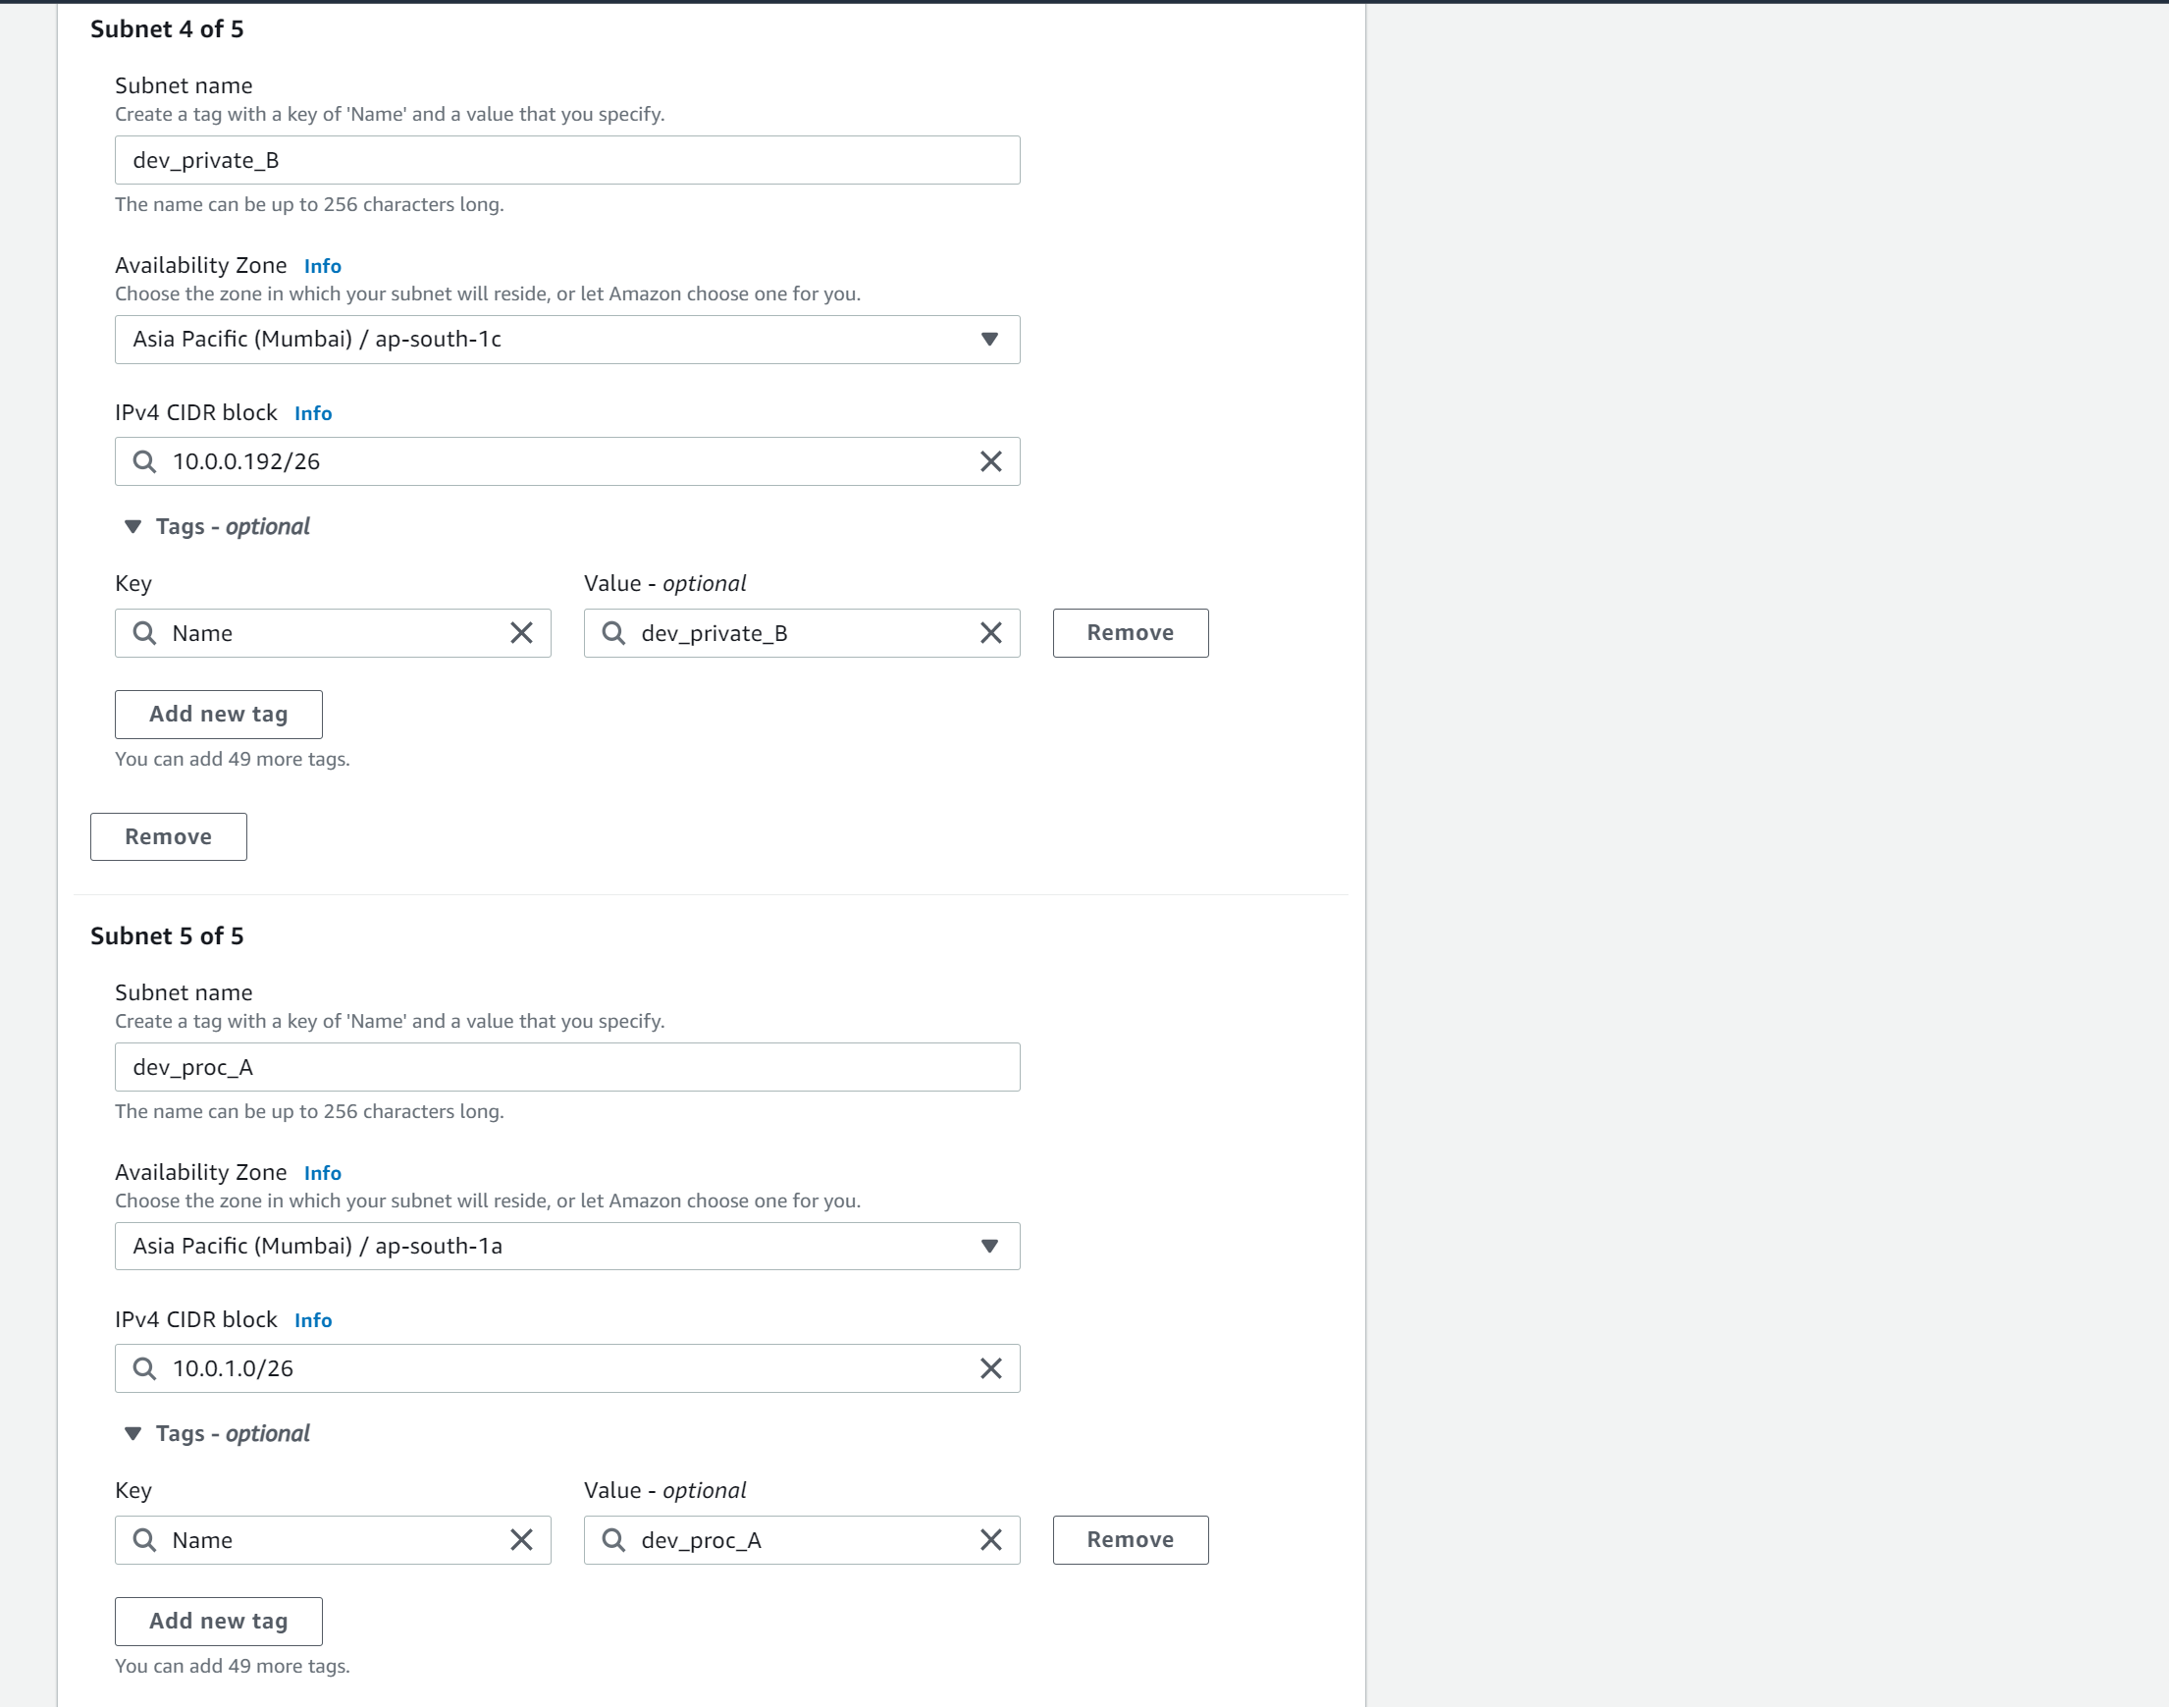 Subnet 4 of 5
Subnet name
Create a tag with a key of 'Name' and a value that you specify.
dev_private_B
The name can be up to 256 characters long.
Availability Zone Info
Choose the zone in which your subnet will reside, or let Amazon choose one for you.
Asia Pacific (Mumbai) / ap-south-1c
IPv4 CIDR block Info
10.0.0.192/26
Tags - optional
Key Value - optional
Name dev_private_B Remove
Add new tag
You can add 49 more tags.
Remove
Subnet 5 of 5
Subnet name
Create a tag with a key of 'Name' and a value that you specify.
dev_proc_A
The name can be up to 256 characters long.
Availability Zone Info
Choose the zone in which your subnet will reside, or let Amazon choose one for you.
Asia Pacific (Mumbai) / ap-south-1a
IPv4 CIDR block Info
10.0.1.0/26
Tags - optional
Key Value - optional
Name dev_proc_A Remove
Add new tag
You can add 49 more tags.